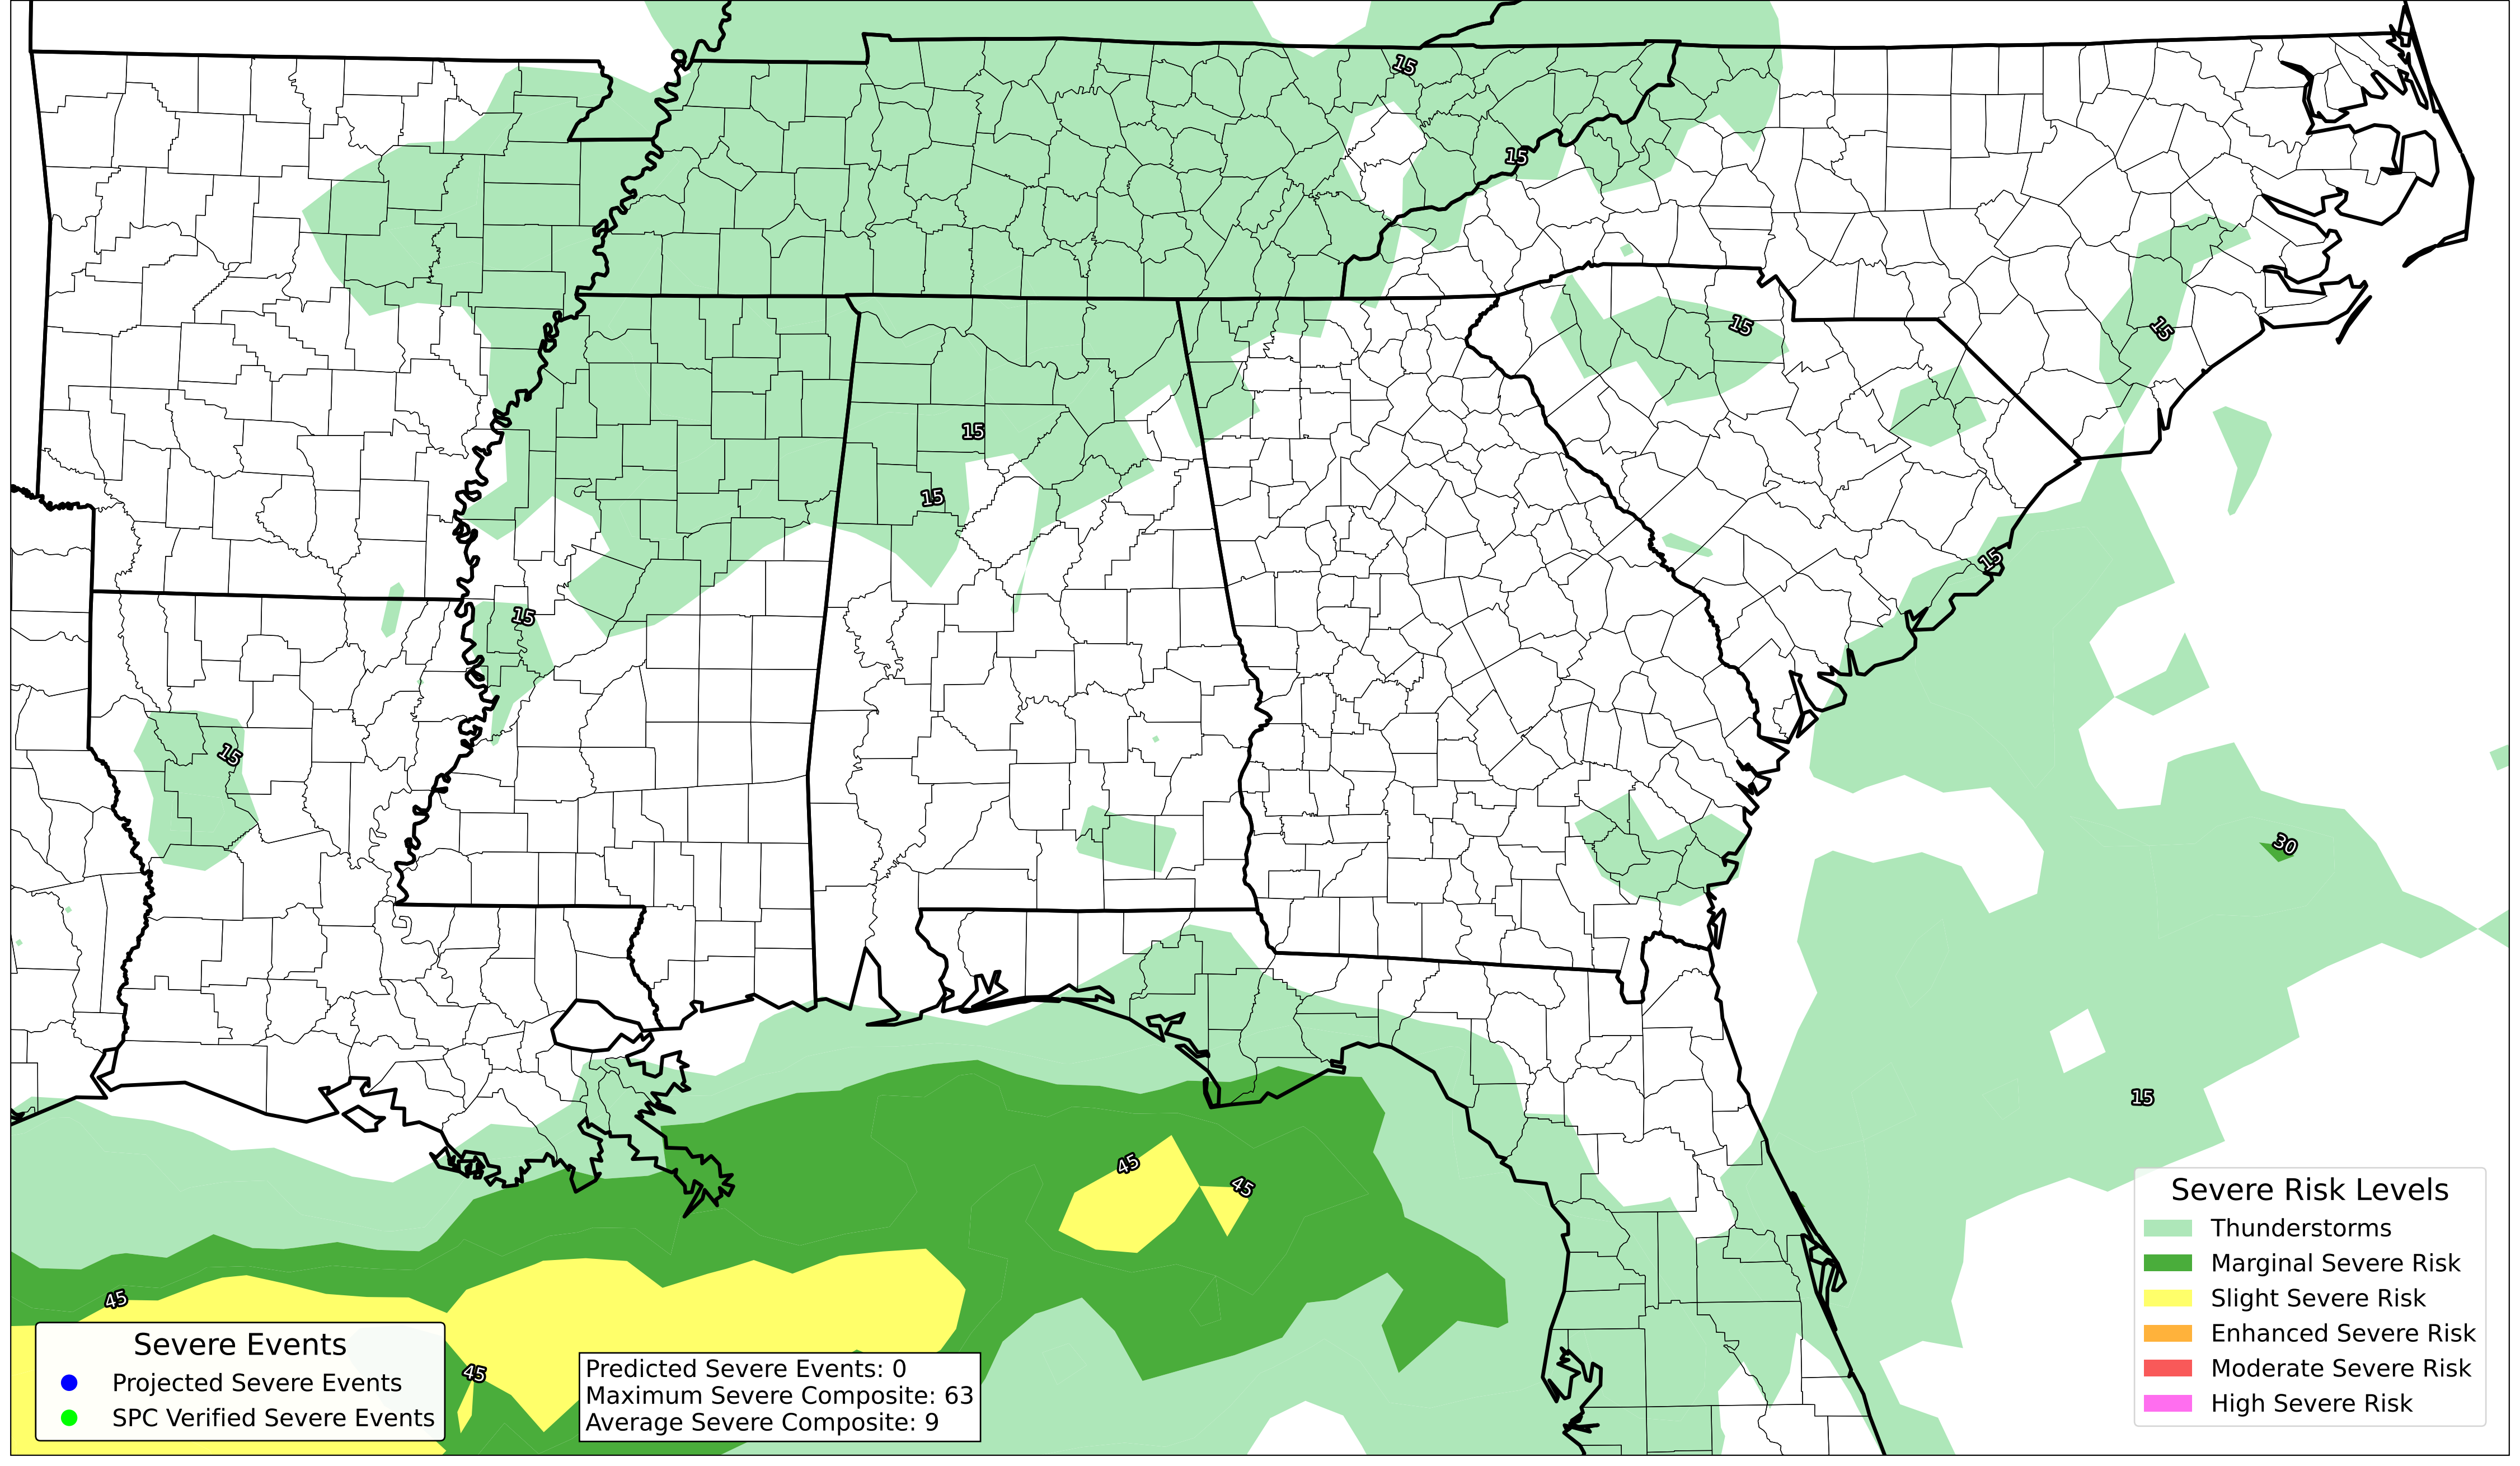 15
15
15
15
15
15
15
15
15
30
15
45
45
45
45
15
Severe Risk Levels
Thunderstorms
Marginal Severe Risk
Slight Severe Risk
Enhanced Severe Risk
Moderate Severe Risk
High Severe Risk
Severe Events
Projected Severe Events
SPC Verified Severe Events
Predicted Severe Events: 0
Maximum Severe Composite: 63
Average Severe Composite: 9